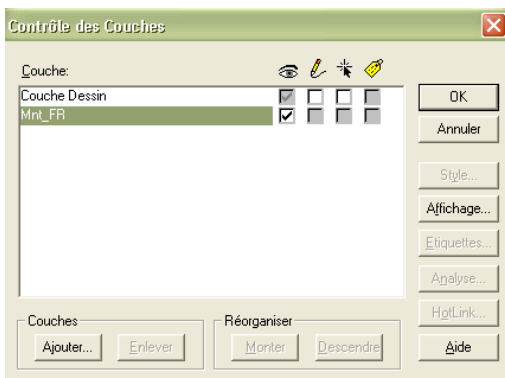 Contrôle des Couches
Couche:
Couche Dessin
Mnt_FR
OK
Annuler
Style...
Affichage...
Etiquettes...
Analyse...
HotLink...
Aide
Couches
Ajouter...
Enlever
Réorganiser
Monter
Descendre